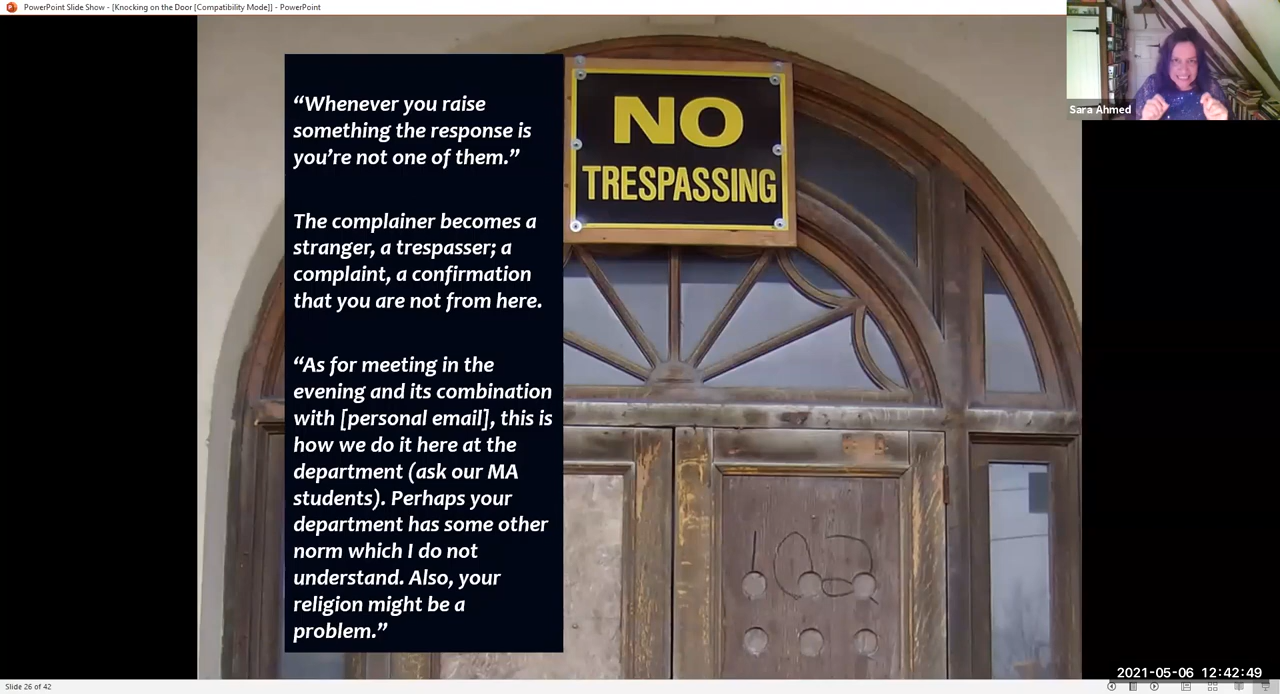 PowerPoint Slide Show - [Knocking on the Door [Compatibility Mode]] - PowerPoint
Sara Ahmed
NO
TRESPASSING
“Whenever you raise
something the response is
you’re not one of them.”
The complainer becomes a
stranger, a trespasser; a
complaint, a confirmation
that you are not from here.
“As for meeting in the
evening and its combination
with [personal email], this is
how we do it here at the
department (ask our MA
students). Perhaps your
department has some other
norm which I do not
understand. Also, your
religion might be a
problem.”
2021-05-06 12:42:49
Slide 26 of 42